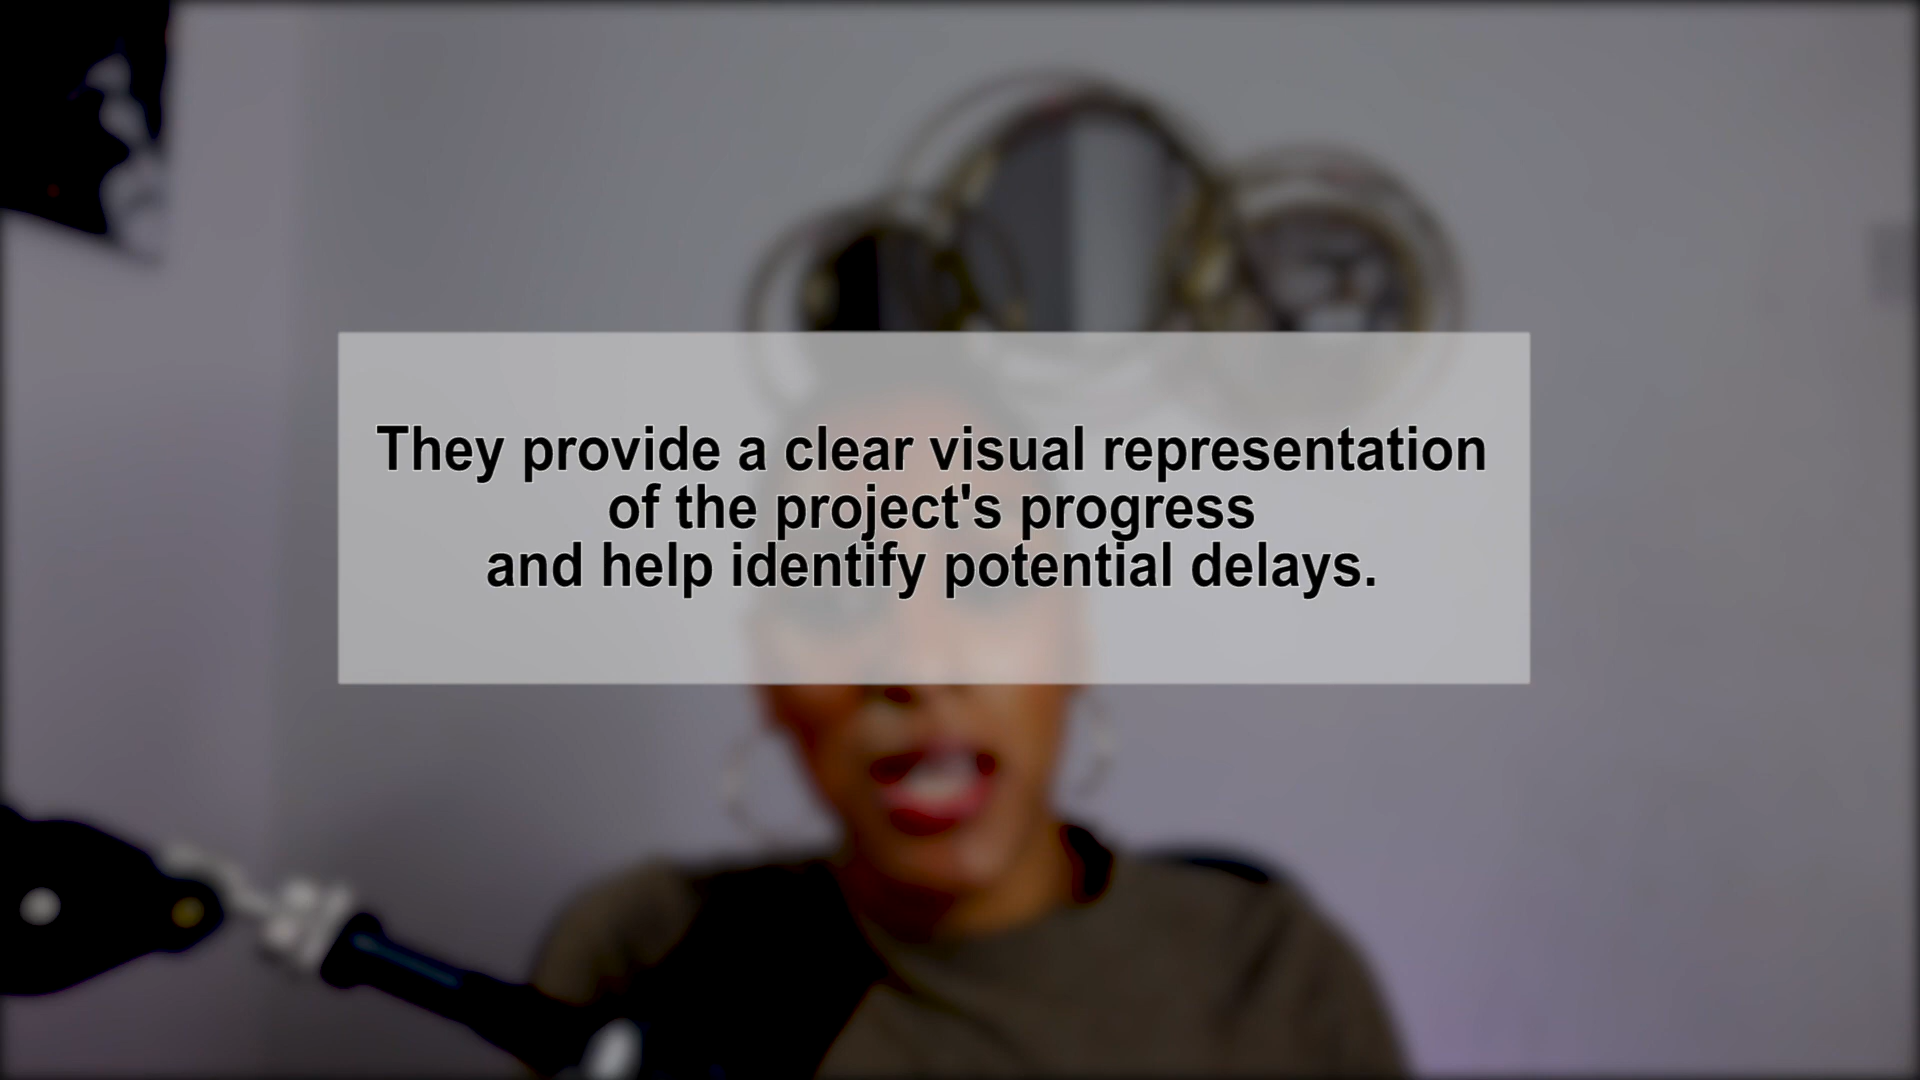 They provide a clear visual representation
of the project's progress
and help identify potential delays.